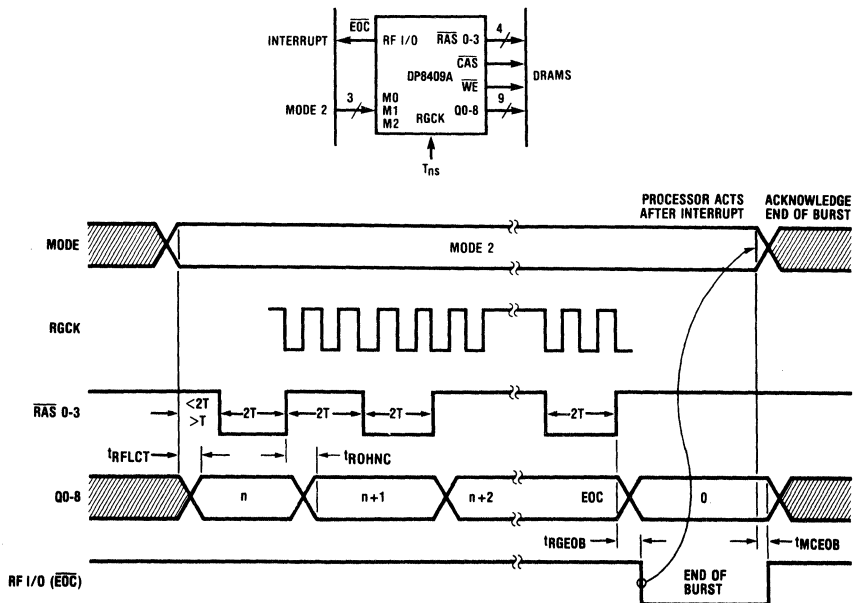 EOC
INTERRUPT
RF I/O
RAS 0-3
4
CAS
DP8409A
WE
DRAMS
MODE 2
3
M0
M1
M2
RGCK
Q0-8
9
Tns
PROCESSOR ACTS
AFTER INTERRUPT
ACKNOWLEDGE
END OF BURST
MODE
MODE 2
RGCK
RAS 0-3
<2T
>T
2T
2T
2T
2T
tRFLCT
tROHNC
Q0-8
n
n+1
n+2
EOC
0
tRGEOB
tMCEOB
RF I/O (EOC)
END OF
BURST